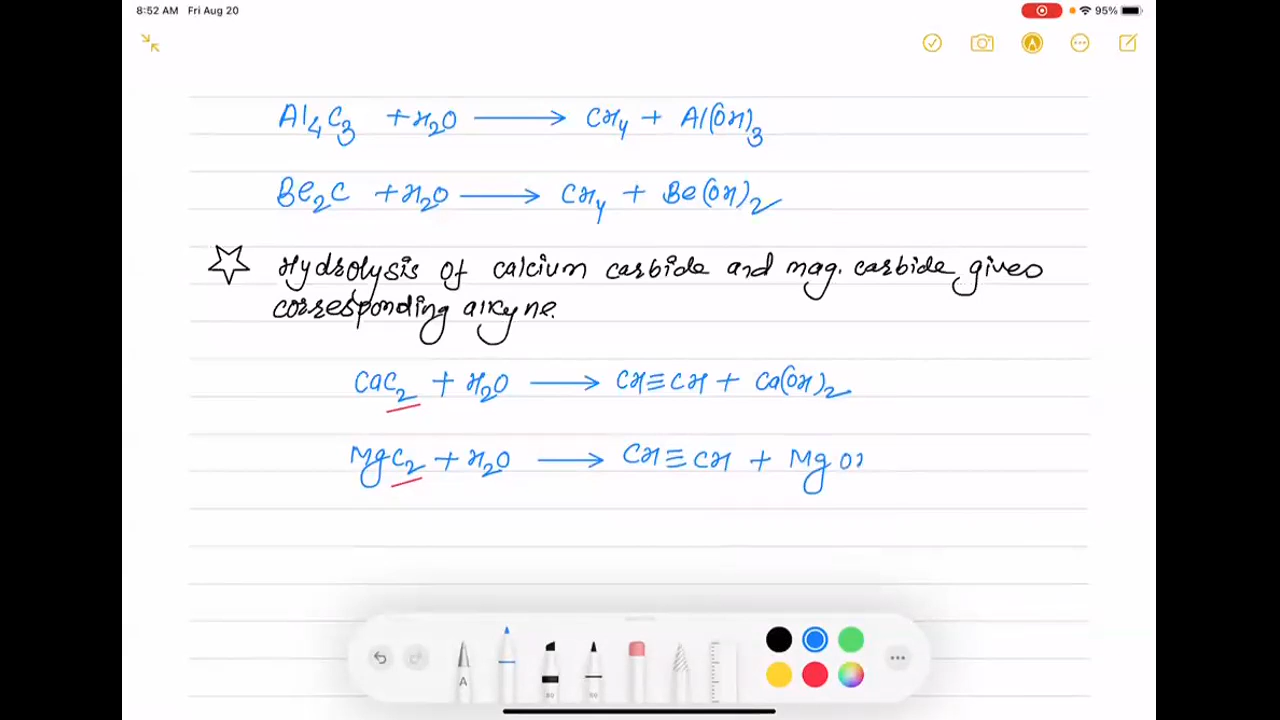 8:52 AM Fri Aug 20
95%
Al₄C₃ + H₂O ⟶ CH₄ + Al(OH)₃
Be₂C + H₂O ⟶ CH₄ + Be(OH)₂
☆ Hydrolysis of calcium carbide and mag. carbide gives
corresponding alkyne.
CaC₂ + H₂O ⟶ CH≡CH + Ca(OH)₂
MgC₂ + H₂O ⟶ CH≡CH + Mg
A